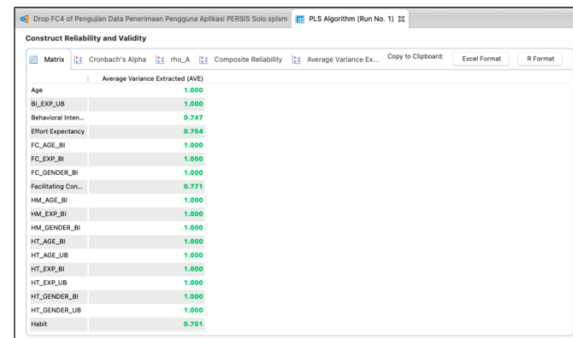 Drop FC4 of Pengujian Data Penerimaan Pengguna Aplikasi PERSIS Solo.splsm PLS Algorithm (Run No. 1)
Construct Reliability and Validity
Matrix Cronbach's Alpha rho_A Composite Reliability Average Variance Ex... Copy to Clipboard: Excel Format R Format
Average Variance Extracted (AVE)
Age 1.000
BI_EXP_UB 1.000
Behavioral Inten... 0.747
Effort Expectancy 0.754
FC_AGE_BI 1.000
FC_EXP_BI 1.000
FC_GENDER_BI 1.000
Facilitating Con... 0.771
HM_AGE_BI 1.000
HM_EXP_BI 1.000
HM_GENDER_BI 1.000
HT_AGE_BI 1.000
HT_AGE_UB 1.000
HT_EXP_BI 1.000
HT_EXP_UB 1.000
HT_GENDER_BI 1.000
HT_GENDER_UB 1.000
Habit 0.751